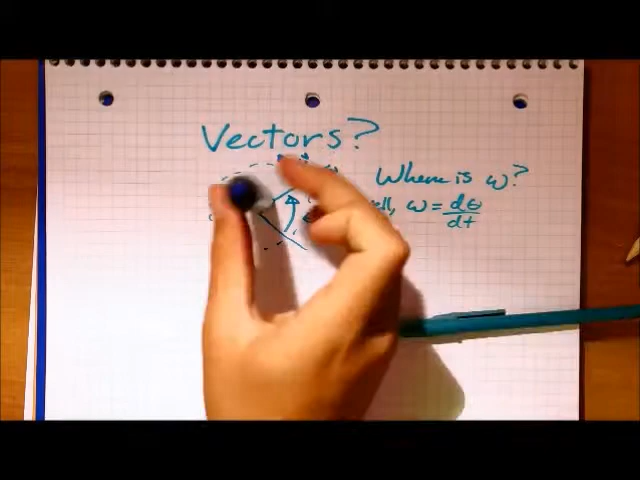 Vectors?
Where is ω?
ω = dθ
dt